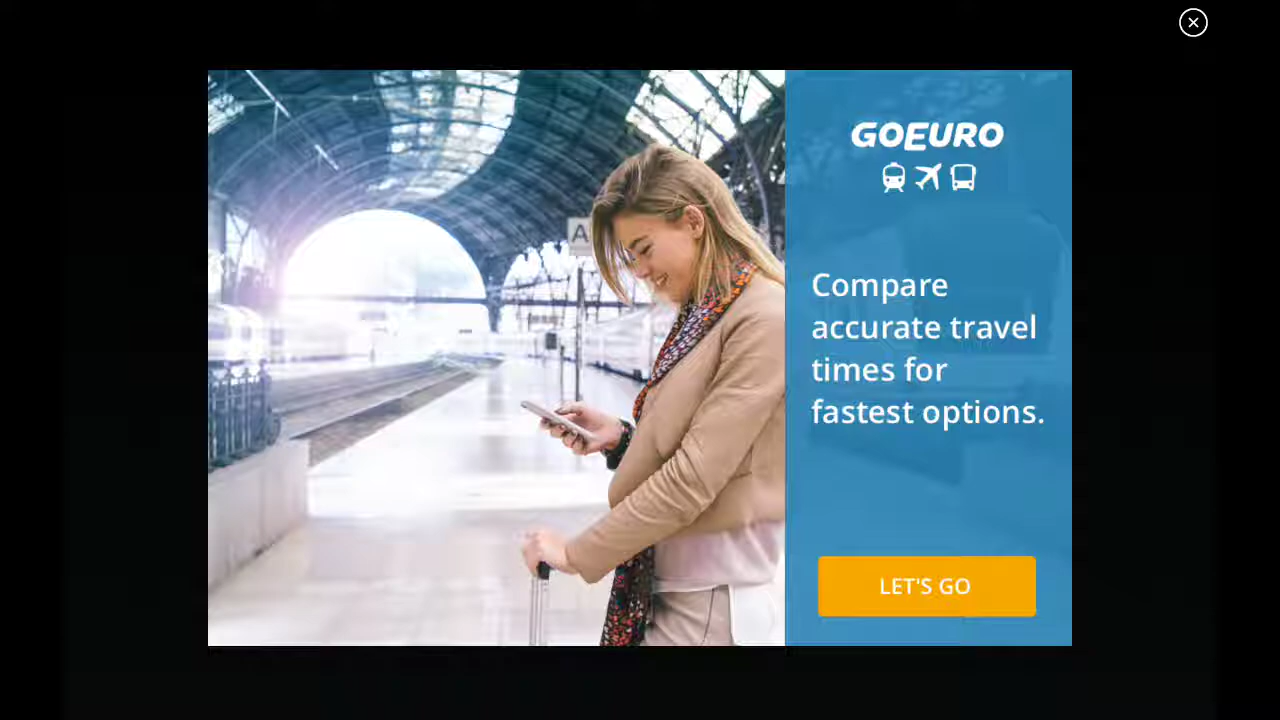 GOEURO
A
Compare
accurate travel
times for
fastest options.
LET'S GO